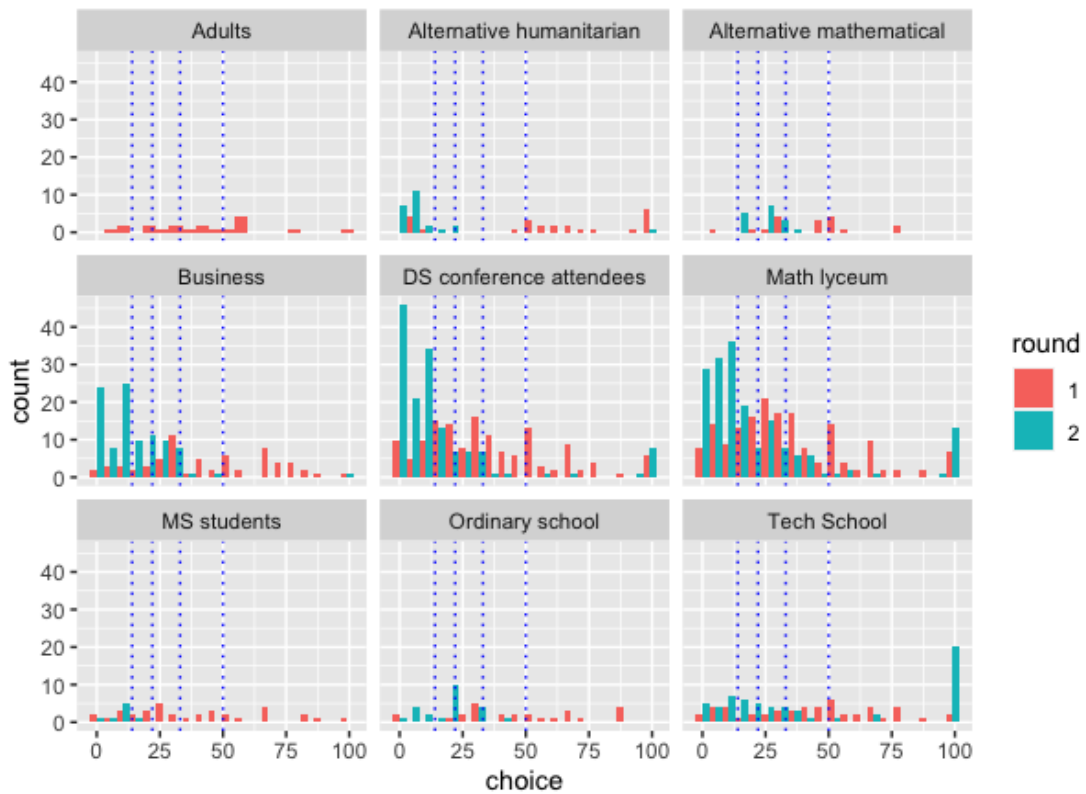 Adults
Alternative humanitarian
Alternative mathematical
40
30
20
10
0
Business
DS conference attendees
Math lyceum
40
30
20
10
0
count
round
1
2
MS students
Ordinary school
Tech School
40
30
20
10
0
0 25 50 75 100
0 25 50 75 100
0 25 50 75 100
choice